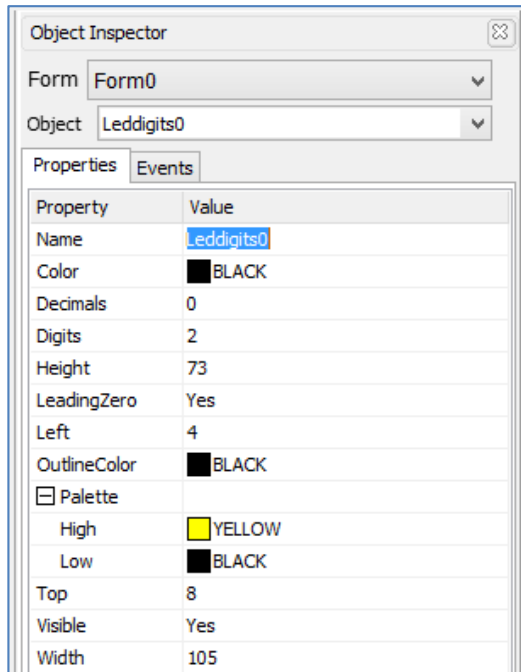 Object Inspector
Form Form0
Object Leddigits0
Properties Events
Property Value
Name Leddigits0
Color BLACK
Decimals 0
Digits 2
Height 73
LeadingZero Yes
Left 4
OutlineColor BLACK
Palette
High YELLOW
Low BLACK
Top 8
Visible Yes
Width 105